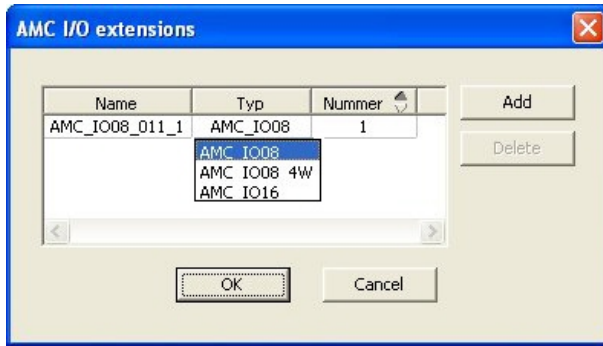 AMC I/O extensions
Name Typ Nummer
AMC_IO08_011_1 AMC_IO08 1
AMC_IO08
AMC_IO08_4W
AMC_IO16
Add
Delete
OK Cancel